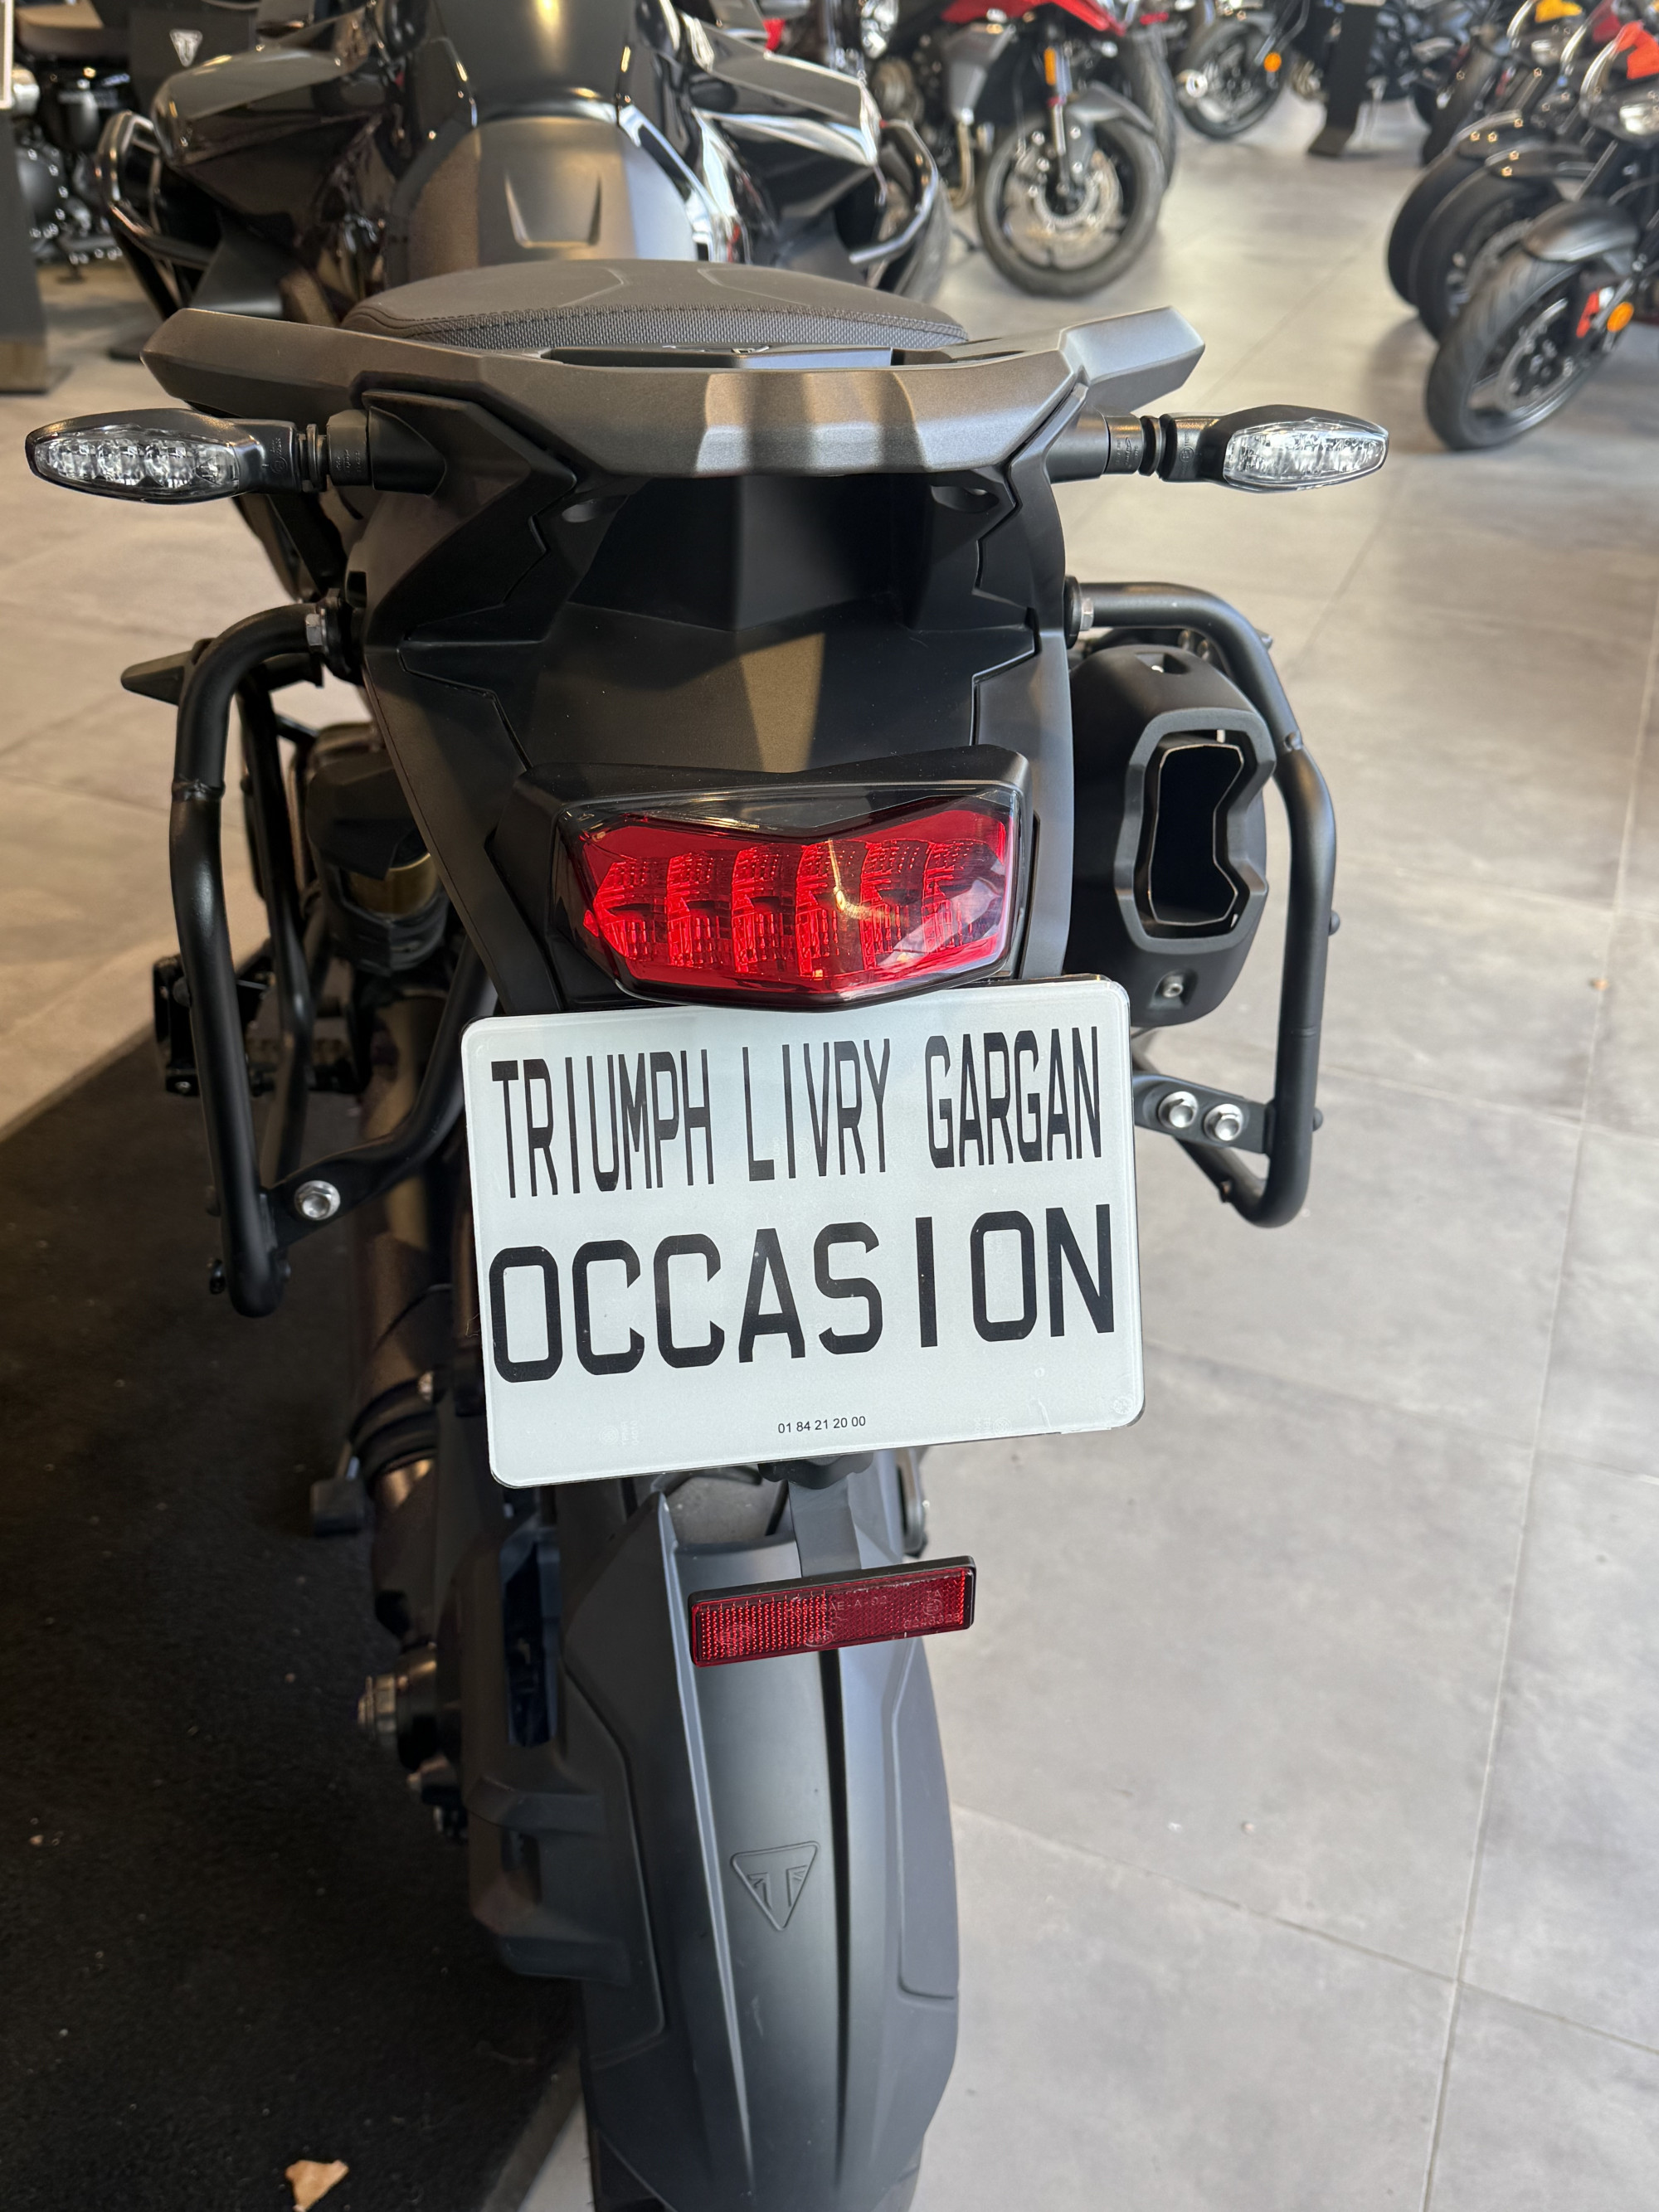 TRIUMPH LIVRY GARGAN
OCCASION
01 84 21 20 00